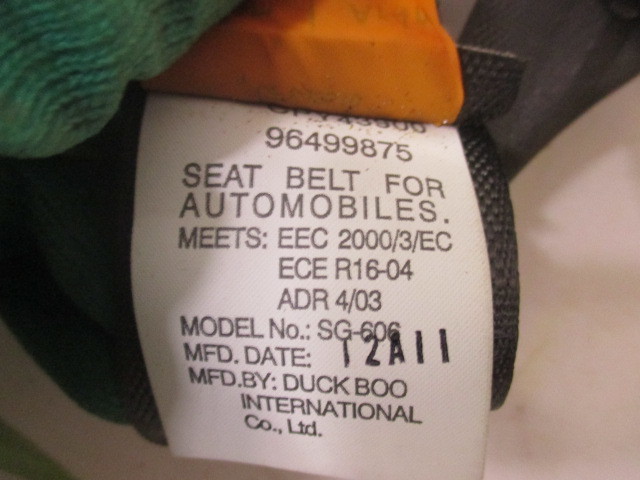 96499875
SEAT BELT FOR
AUTOMOBILES.
MEETS: EEC 2000/3/EC
ECE R16-04
ADR 4/03
MODEL No.: SG-606
MFD. DATE: 12A11
MFD.BY: DUCK BOO
INTERNATIONAL
Co., Ltd.